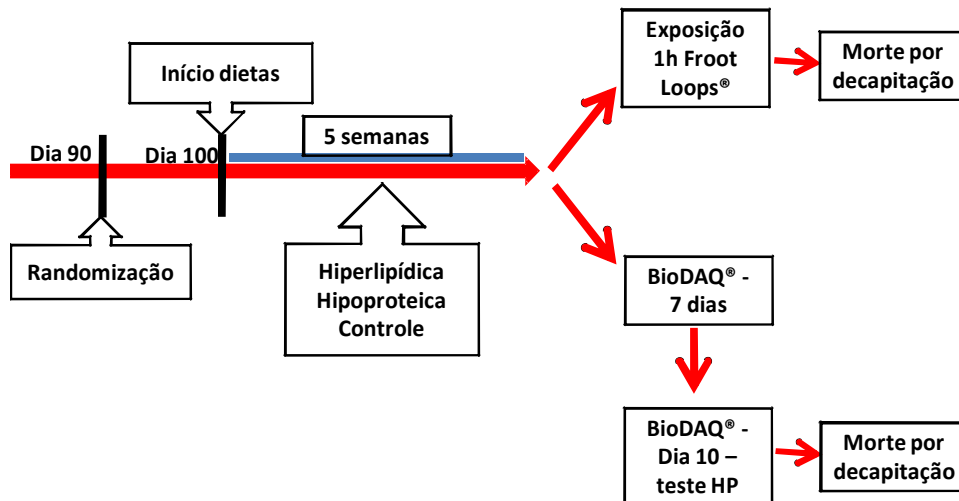 Início dietas
5 semanas
Dia 90
Dia 100
Randomização
Hiperlipídica
Hipoproteica
Controle
Exposição
1h Froot
Loops®
Morte por
decapitação
BioDAQ® -
7 dias
BioDAQ® -
Dia 10 –
teste HP
Morte por
decapitação